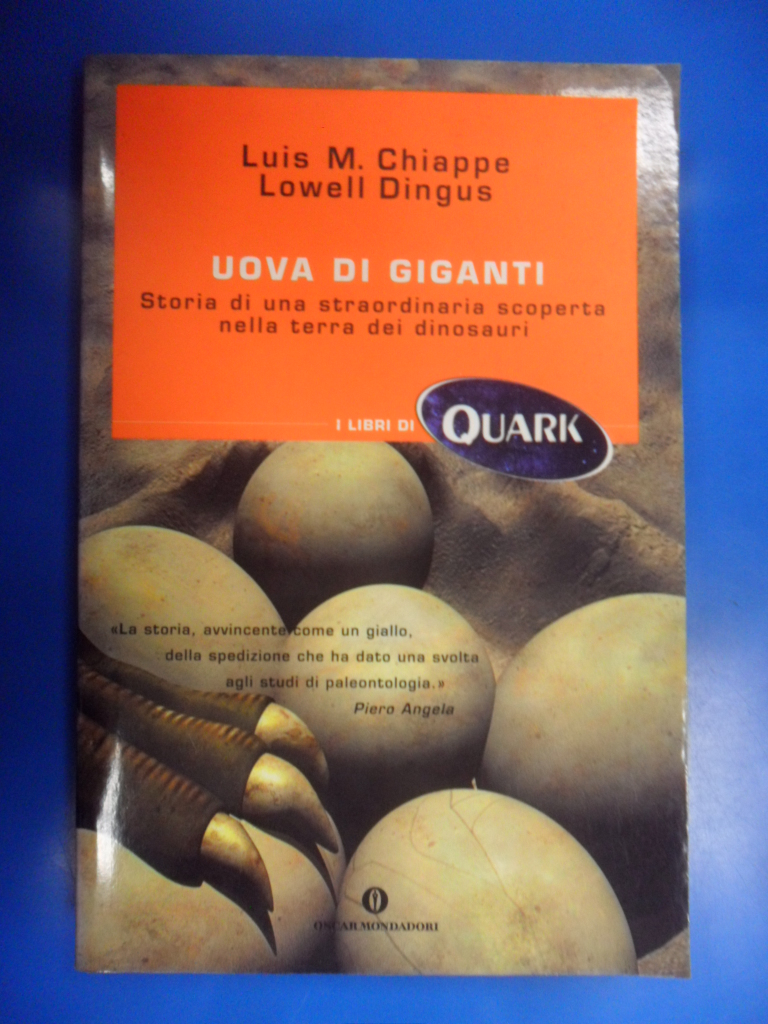 Luis M. Chiappe
Lowell Dingus
UOVA DI GIGANTI
Storia di una straordinaria scoperta
nella terra dei dinosauri
I LIBRI DI QUARK
«La storia, avvincente come un giallo,
della spedizione che ha dato una svolta
agli studi di paleontologia.»
Piero Angela
OSCAR MONDADORI